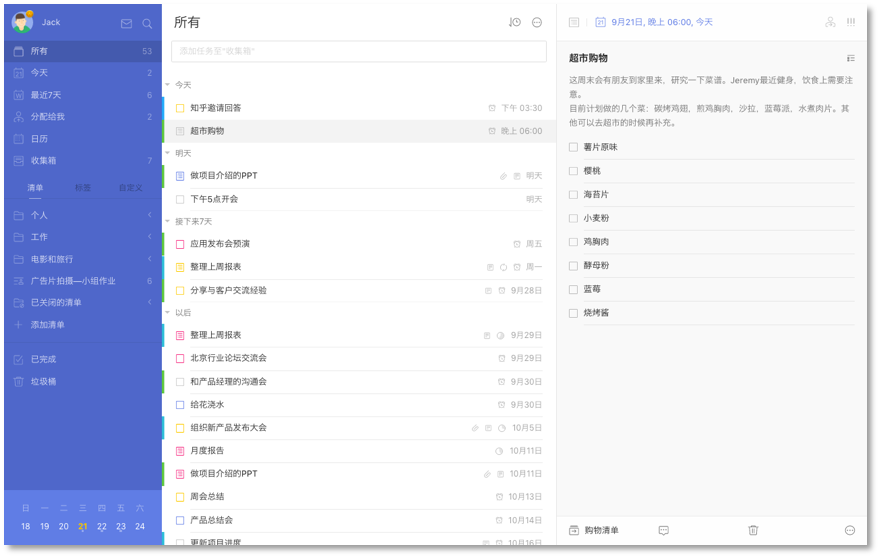 Jack
所有 53
今天 2
最近7天 6
分配给我 2
日历
收集箱 7
清单 标签 自定义
个人
工作
电影和旅行
广告片拍摄—小组作业 6
已关闭的清单
添加清单
已完成
垃圾桶
日 一 二 三 四 五 六
18 19 20 21 22 23 24
所有
添加任务至“收集箱”
今天
知乎邀请回答 下午 03:30
超市购物 晚上 06:00
明天
做项目介绍的PPT 明天
下午5点开会 明天
接下来7天
应用发布会预演 周五
整理上周报表 周一
分享与客户交流经验 9月28日
以后
整理上周报表 9月29日
北京行业论坛交流会 9月29日
和产品经理的沟通会 9月30日
给花浇水 9月30日
组织新产品发布大会 10月5日
月度报告 10月11日
做项目介绍的PPT 10月11日
周会总结 10月13日
产品总结会 10月14日
更新项目进度 10月16日
9月21日, 晚上 06:00, 今天
超市购物
这周末会有朋友到家里来，研究一下菜谱。Jeremy最近健身，饮食上需要注
意。
目前计划做的几个菜：碳烤鸡翅，煎鸡胸肉，沙拉，蓝莓派，水煮肉片。其
他可以去超市的时候再补充。
薯片原味
樱桃
海苔片
小麦粉
鸡胸肉
酵母粉
蓝莓
烧烤酱
购物清单